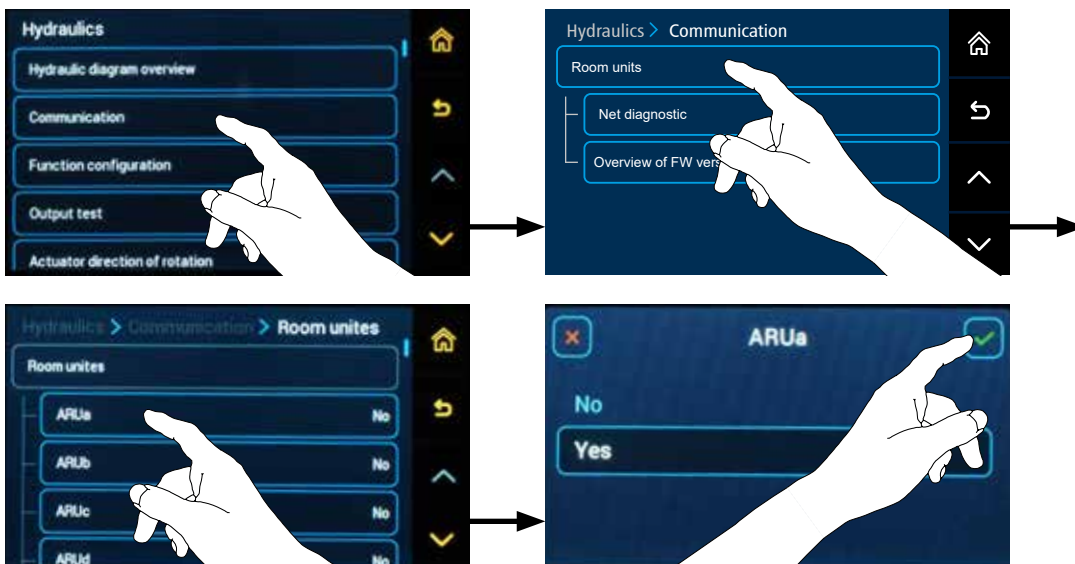 Hydraulics
Hydraulic diagram overview
Communication
Function configuration
Output test
Actuator direction of rotation
Hydraulics > Communication
Room units
Net diagnostic
Overview of FW vers
Hydraulics > Communication > Room unites
Room unites
ARUa No
ARUb No
ARUc No
ARUd No
ARUa
No
Yes